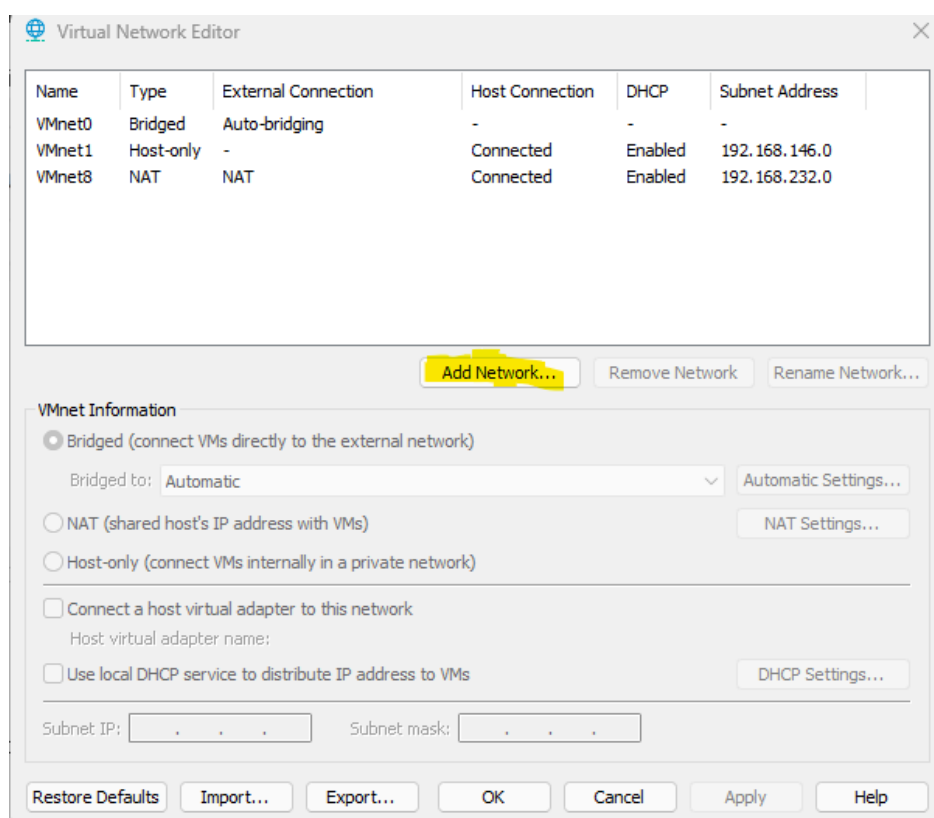 Virtual Network Editor
Name Type External Connection Host Connection DHCP Subnet Address
VMnet0 Bridged Auto-bridging - - -
VMnet1 Host-only - Connected Enabled 192.168.146.0
VMnet8 NAT NAT Connected Enabled 192.168.232.0
Add Network... Remove Network Rename Network...
VMnet Information
Bridged (connect VMs directly to the external network)
Bridged to: Automatic Automatic Settings...
NAT (shared host's IP address with VMs) NAT Settings...
Host-only (connect VMs internally in a private network)
Connect a host virtual adapter to this network
Host virtual adapter name:
Use local DHCP service to distribute IP address to VMs DHCP Settings...
Subnet IP: . . . Subnet mask: . . .
Restore Defaults Import... Export... OK Cancel Apply Help